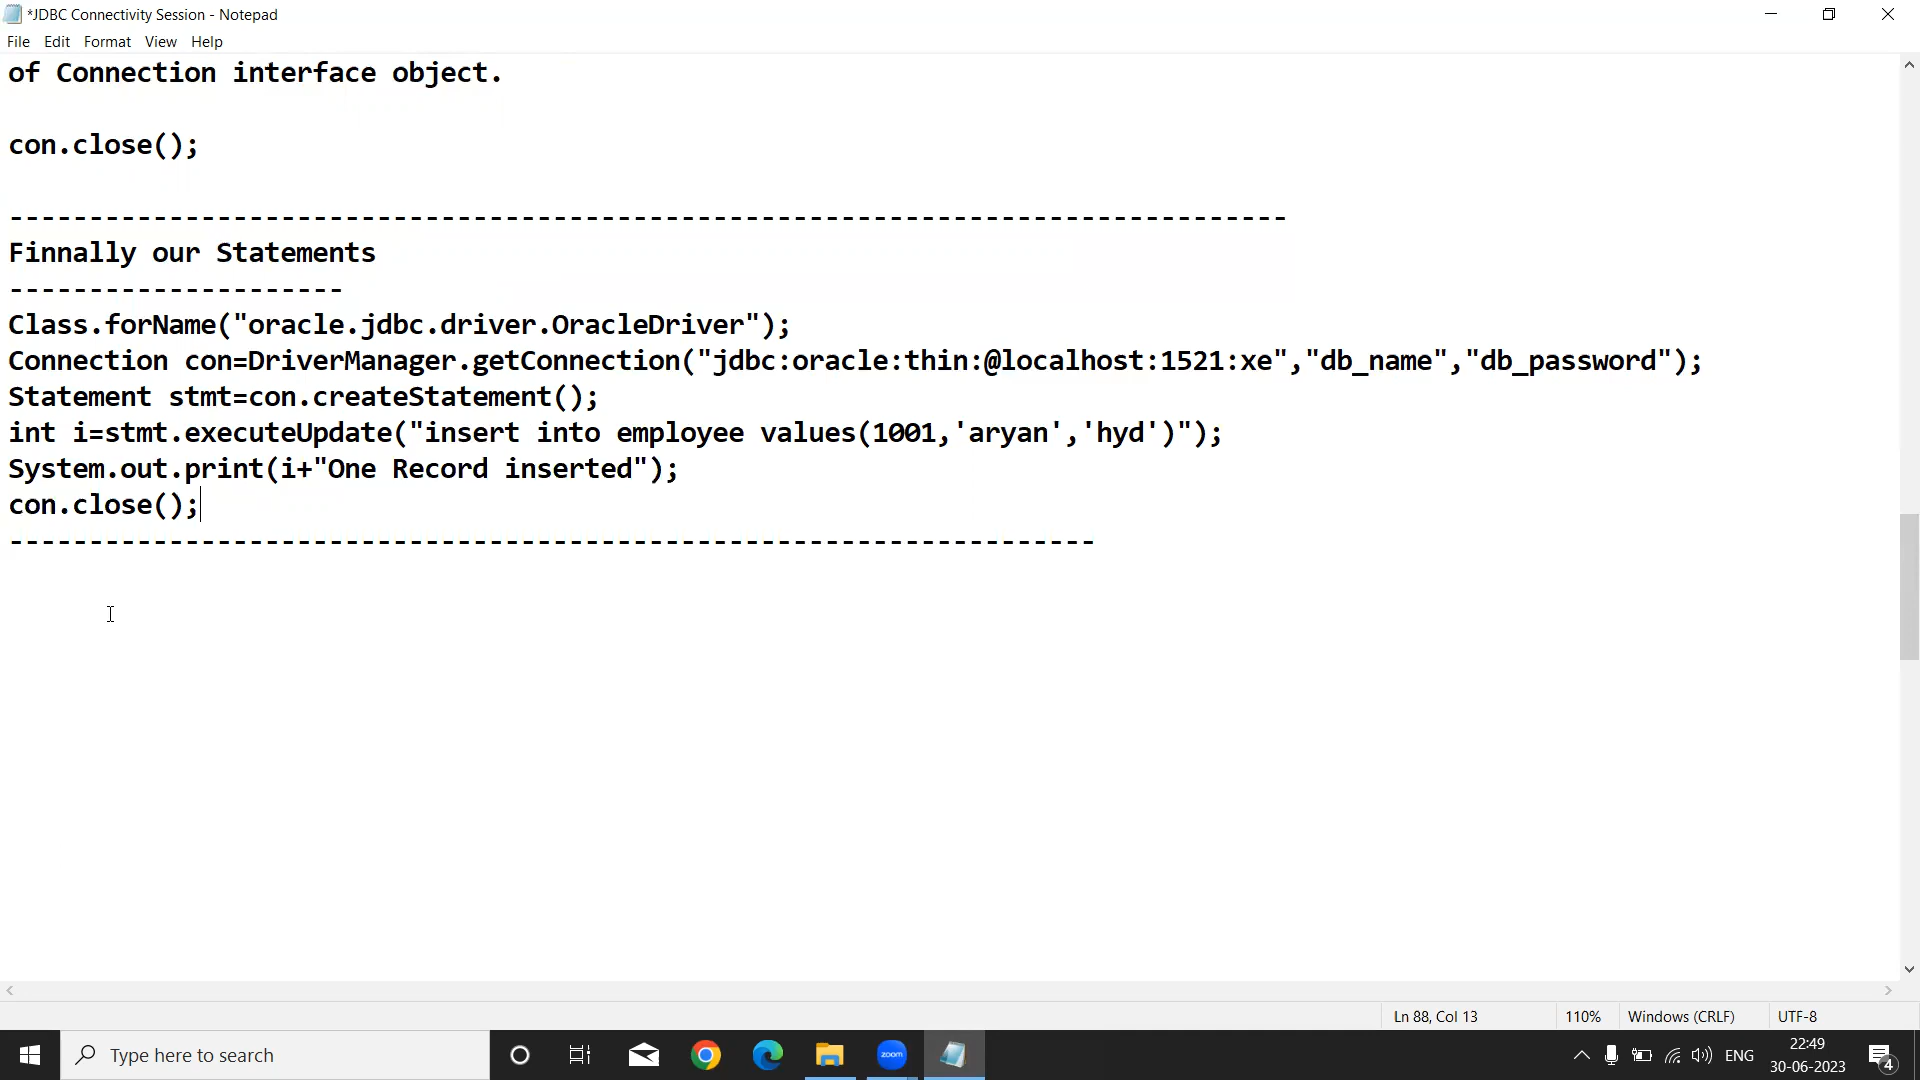 *JDBC Connectivity Session - Notepad
File Edit Format View Help
of Connection interface object.
con.close();
--------------------------------------------------------------------------------
Finnally our Statements
---------------------
Class.forName("oracle.jdbc.driver.OracleDriver");
Connection con=DriverManager.getConnection("jdbc:oracle:thin:@localhost:1521:xe","db_name","db_password");
Statement stmt=con.createStatement();
int i=stmt.executeUpdate("insert into employee values(1001,'aryan','hyd')");
System.out.print(i+"One Record inserted");
con.close();
--------------------------------------------------------------------
Ln 88, Col 13 110% Windows (CRLF) UTF-8
Type here to search
zoom
ENG
22:49
30-06-2023
4